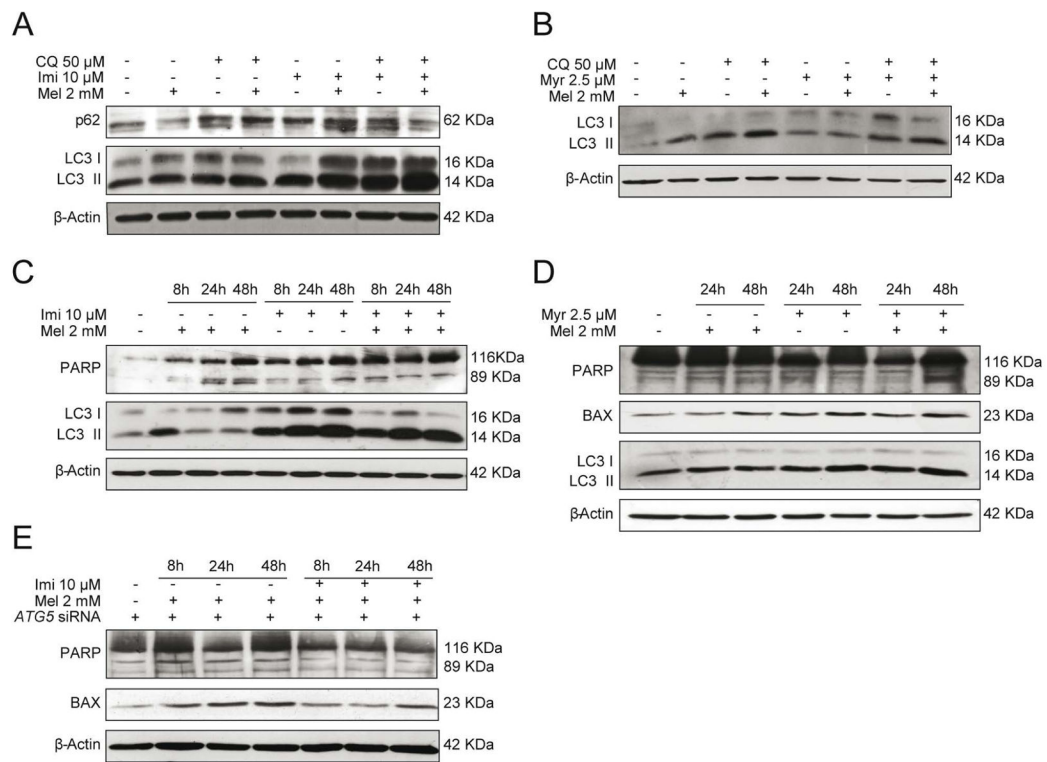 A
CQ 50 µM - - + + - - + +
Imi 10 µM - - - - + + + +
Mel 2 mM - + - + - + - +
p62 62 KDa
LC3 I 16 KDa
LC3 II 14 KDa
β-Actin 42 KDa
B
CQ 50 µM - - + + - - + +
Myr 2.5 µM - - - - + + + +
Mel 2 mM - + - + - + - +
LC3 I 16 KDa
LC3 II 14 KDa
β-Actin 42 KDa
C
8h 24h 48h 8h 24h 48h 8h 24h 48h
Imi 10 µM - - - - + + + + + +
Mel 2 mM - + + + - - - + + +
PARP 116KDa
89 KDa
LC3 I 16 KDa
LC3 II 14 KDa
β-Actin 42 KDa
D
24h 48h 24h 48h 24h 48h
Myr 2.5 µM - - - + + + +
Mel 2 mM - + + - - + +
PARP 116 KDa
89 KDa
BAX 23 KDa
LC3 I 16 KDa
LC3 II 14 KDa
βActin 42 KDa
E
8h 24h 48h 8h 24h 48h
Imi 10 µM - - - - + + +
Mel 2 mM - + + + + + +
ATG5 siRNA + + + + + + +
PARP 116 KDa
89 KDa
BAX 23 KDa
β-Actin 42 KDa